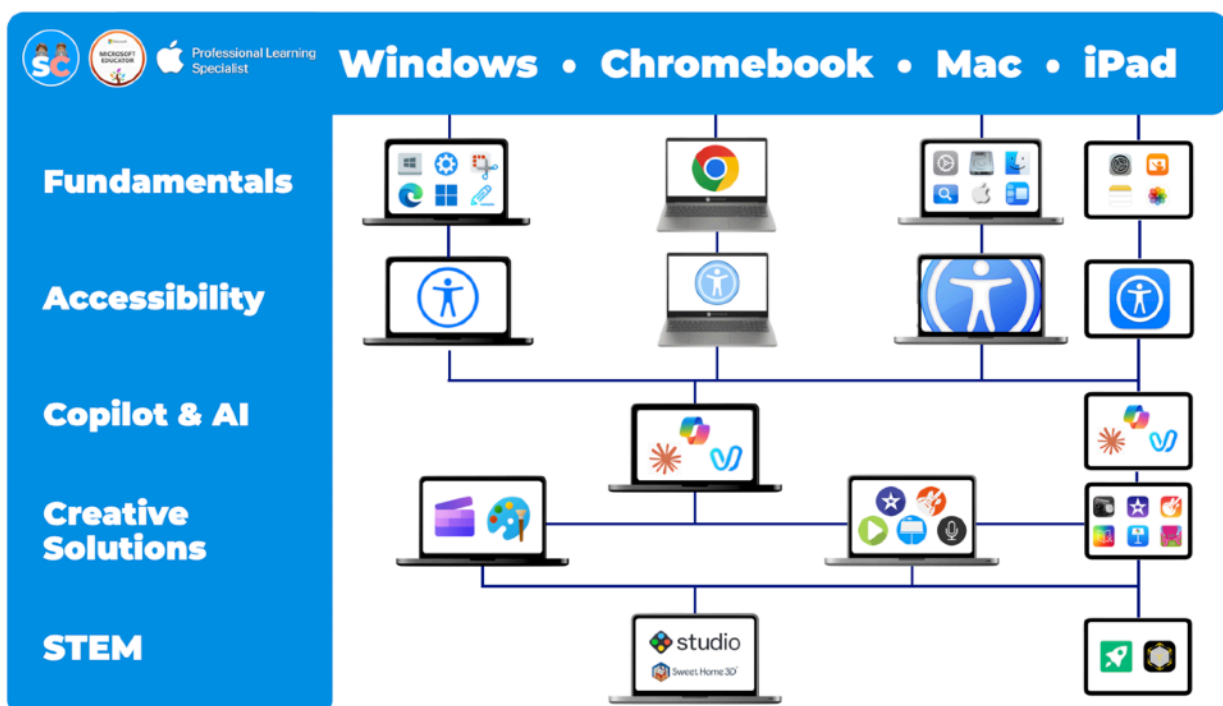 SC
Microsoft
MICROSOFT
EDUCATOR
Professional Learning
Specialist
Windows • Chromebook • Mac • iPad
Fundamentals
Accessibility
Copilot & AI
Creative
Solutions
STEM
studio
Sweet Home 3D